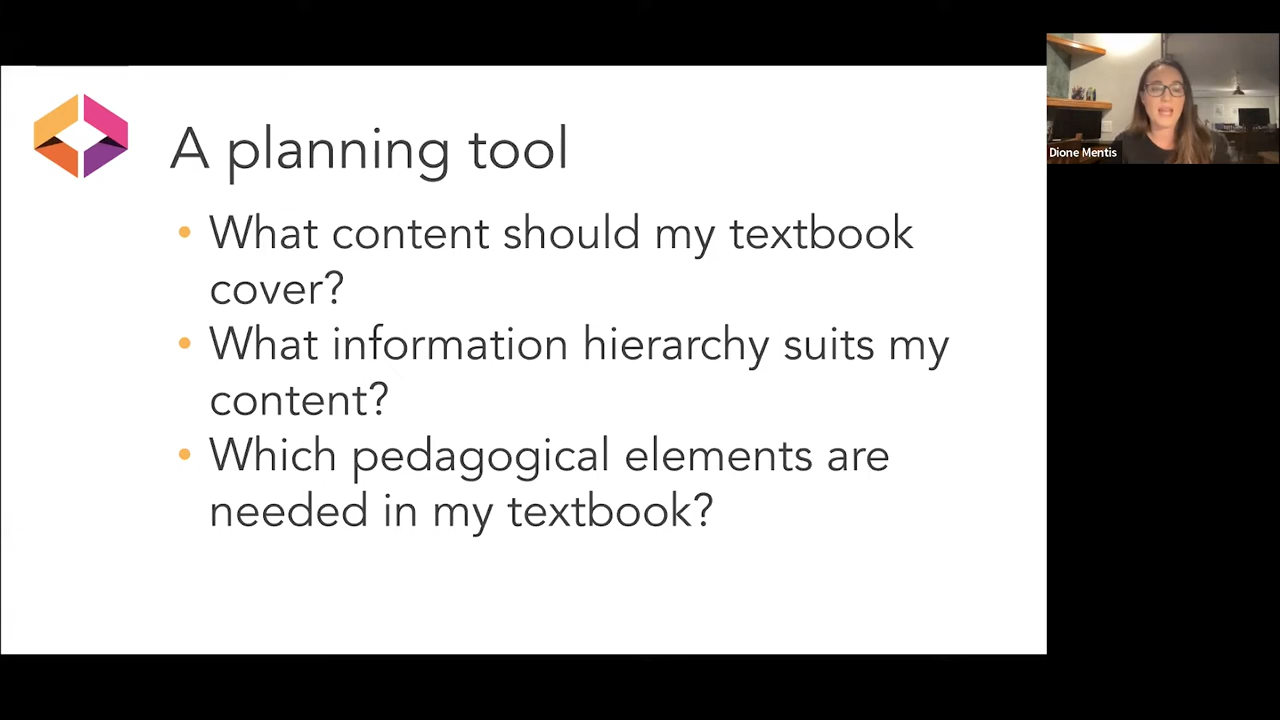 A planning tool
• What content should my textbook
cover?
• What information hierarchy suits my
content?
• Which pedagogical elements are
needed in my textbook?
Dione Mentis